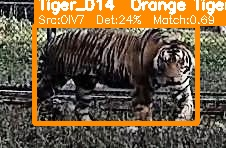 Tiger_014 Orange Tiger
Src:OIV7 Det:24% Match:0.69